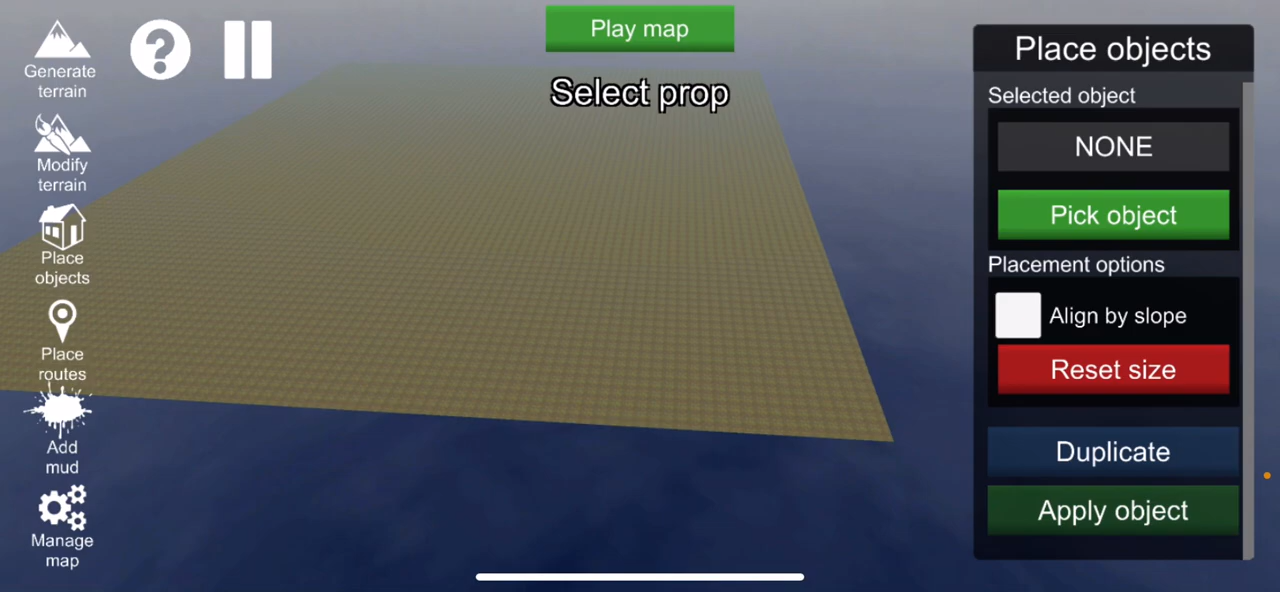 Generate
terrain
Modify
terrain
Place
objects
Place
routes
Add
mud
Manage
map
?
Play map
Select prop
Place objects
Selected object
NONE
Pick object
Placement options
Align by slope
Reset size
Duplicate
Apply object